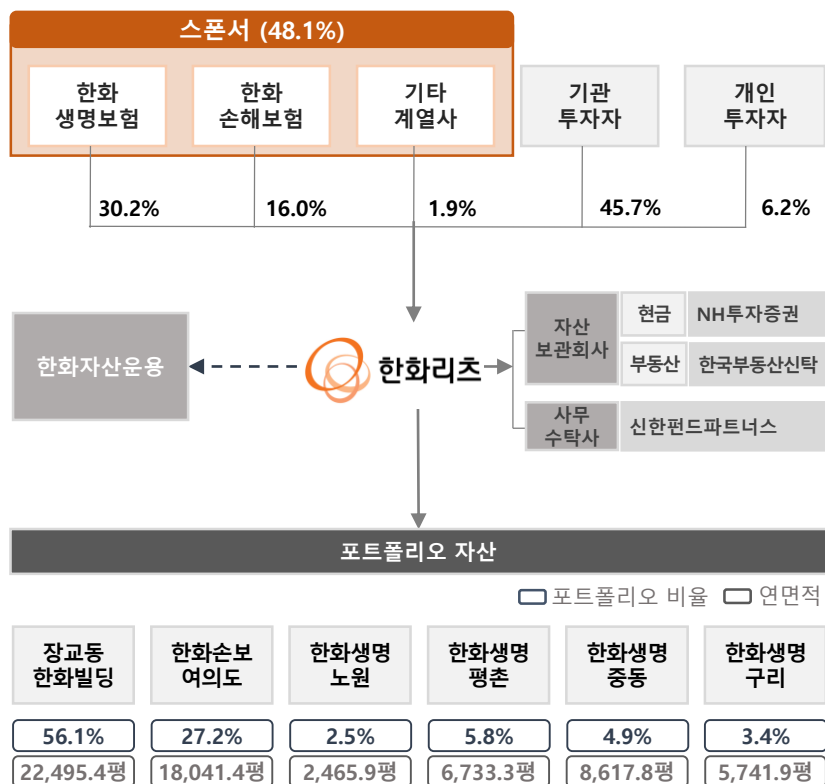 스폰서 (48.1%)
한화
생명보험
한화
손해보험
기타
계열사
기관
투자자
개인
투자자
30.2%
16.0%
1.9%
45.7%
6.2%
한화자산운용
한화리츠
자산
보관회사
현금
NH투자증권
부동산
한국부동산신탁
사무
수탁사
신한펀드파트너스
포트폴리오 자산
포트폴리오 비율
연면적
장교동
한화빌딩
한화손보
여의도
한화생명
노원
한화생명
평촌
한화생명
중동
한화생명
구리
56.1%
27.2%
2.5%
5.8%
4.9%
3.4%
22,495.4평
18,041.4평
2,465.9평
6,733.3평
8,617.8평
5,741.9평